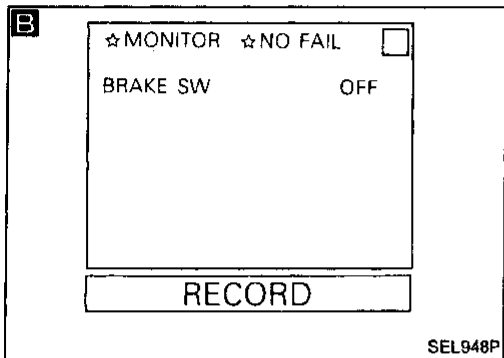 B
☆MONITOR ☆NO FAIL
BRAKE SW OFF
RECORD
SEL948P